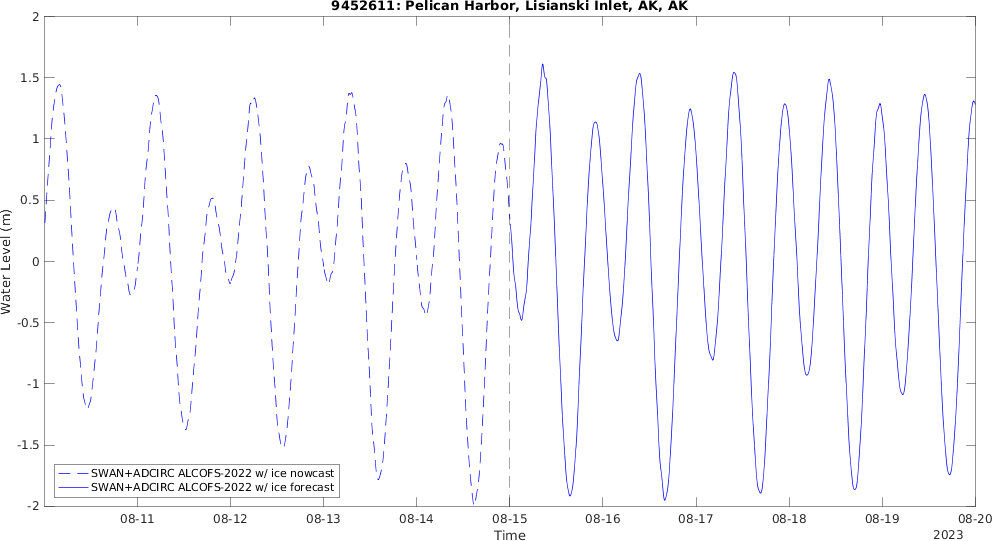 9452611: Pelican Harbor, Lisianski Inlet, AK, AK
Water Level (m)
2
1.5
1
0.5
0
-0.5
-1
-1.5
-2
SWAN+ADCIRC ALCOFS-2022 w/ ice nowcast
SWAN+ADCIRC ALCOFS-2022 w/ ice forecast
08-11 08-12 08-13 08-14 08-15 08-16 08-17 08-18 08-19 08-20
Time
2023